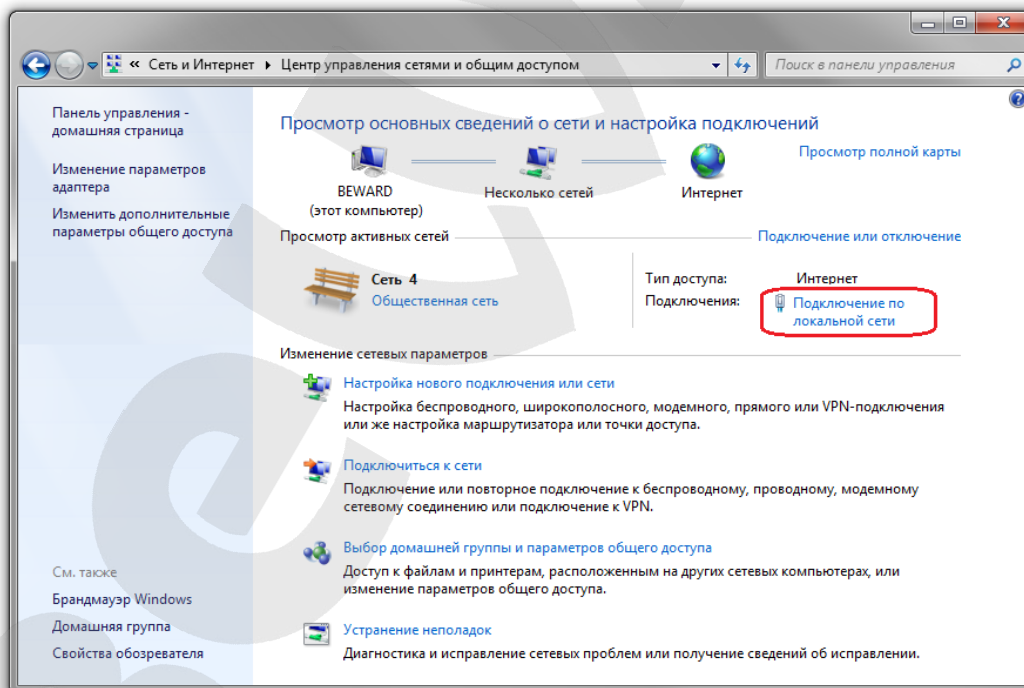 « Сеть и Интернет ▸ Центр управления сетями и общим доступом
Поиск в панели управления
Панель управления -
домашняя страница
Изменение параметров
адаптера
Изменить дополнительные
параметры общего доступа
Просмотр основных сведений о сети и настройка подключений
Просмотр полной карты
BEWARD
(этот компьютер)
Несколько сетей
Интернет
Просмотр активных сетей
Подключение или отключение
Сеть 4
Общественная сеть
Тип доступа: Интернет
Подключения: Подключение по
локальной сети
Изменение сетевых параметров
Настройка нового подключения или сети
Настройка беспроводного, широкополосного, модемного, прямого или VPN-подключения
или же настройка маршрутизатора или точки доступа.
Подключиться к сети
Подключение или повторное подключение к беспроводному, проводному, модемному
сетевому соединению или подключение к VPN.
Выбор домашней группы и параметров общего доступа
Доступ к файлам и принтерам, расположенным на других сетевых компьютерах, или
изменение параметров общего доступа.
Устранение неполадок
Диагностика и исправление сетевых проблем или получение сведений об исправлении.
См. также
Брандмауэр Windows
Домашняя группа
Свойства обозревателя